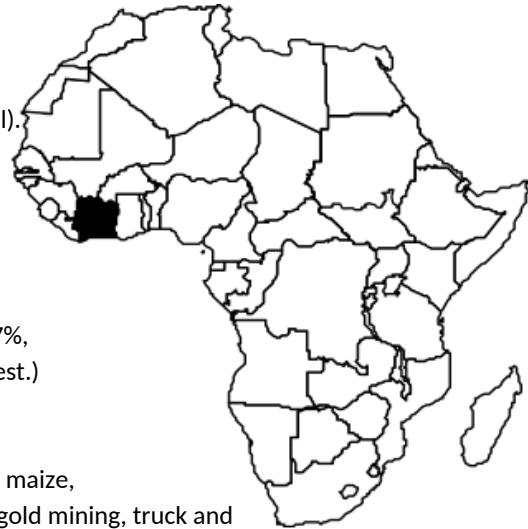 l).
7%,
est.)
maize,
gold mining, truck and